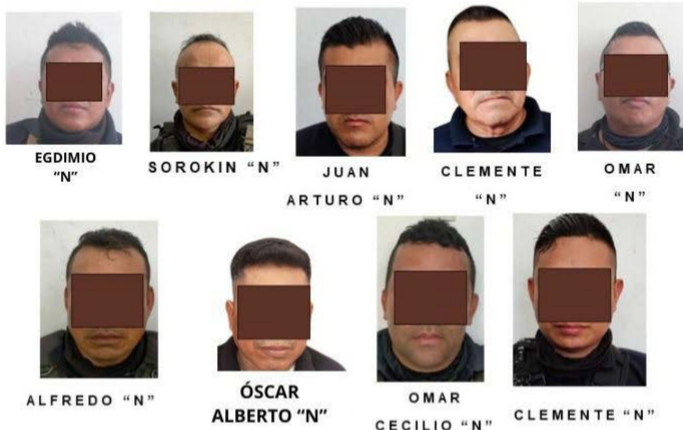 EGDIMIO
"N"
SOROKIN “N”
JUAN
ARTURO “N”
CLEMENTE
“N”
OMAR
“N”
ALFREDO “N”
ÓSCAR
ALBERTO “N”
OMAR
CECILIO “N”
CLEMENTE “N”